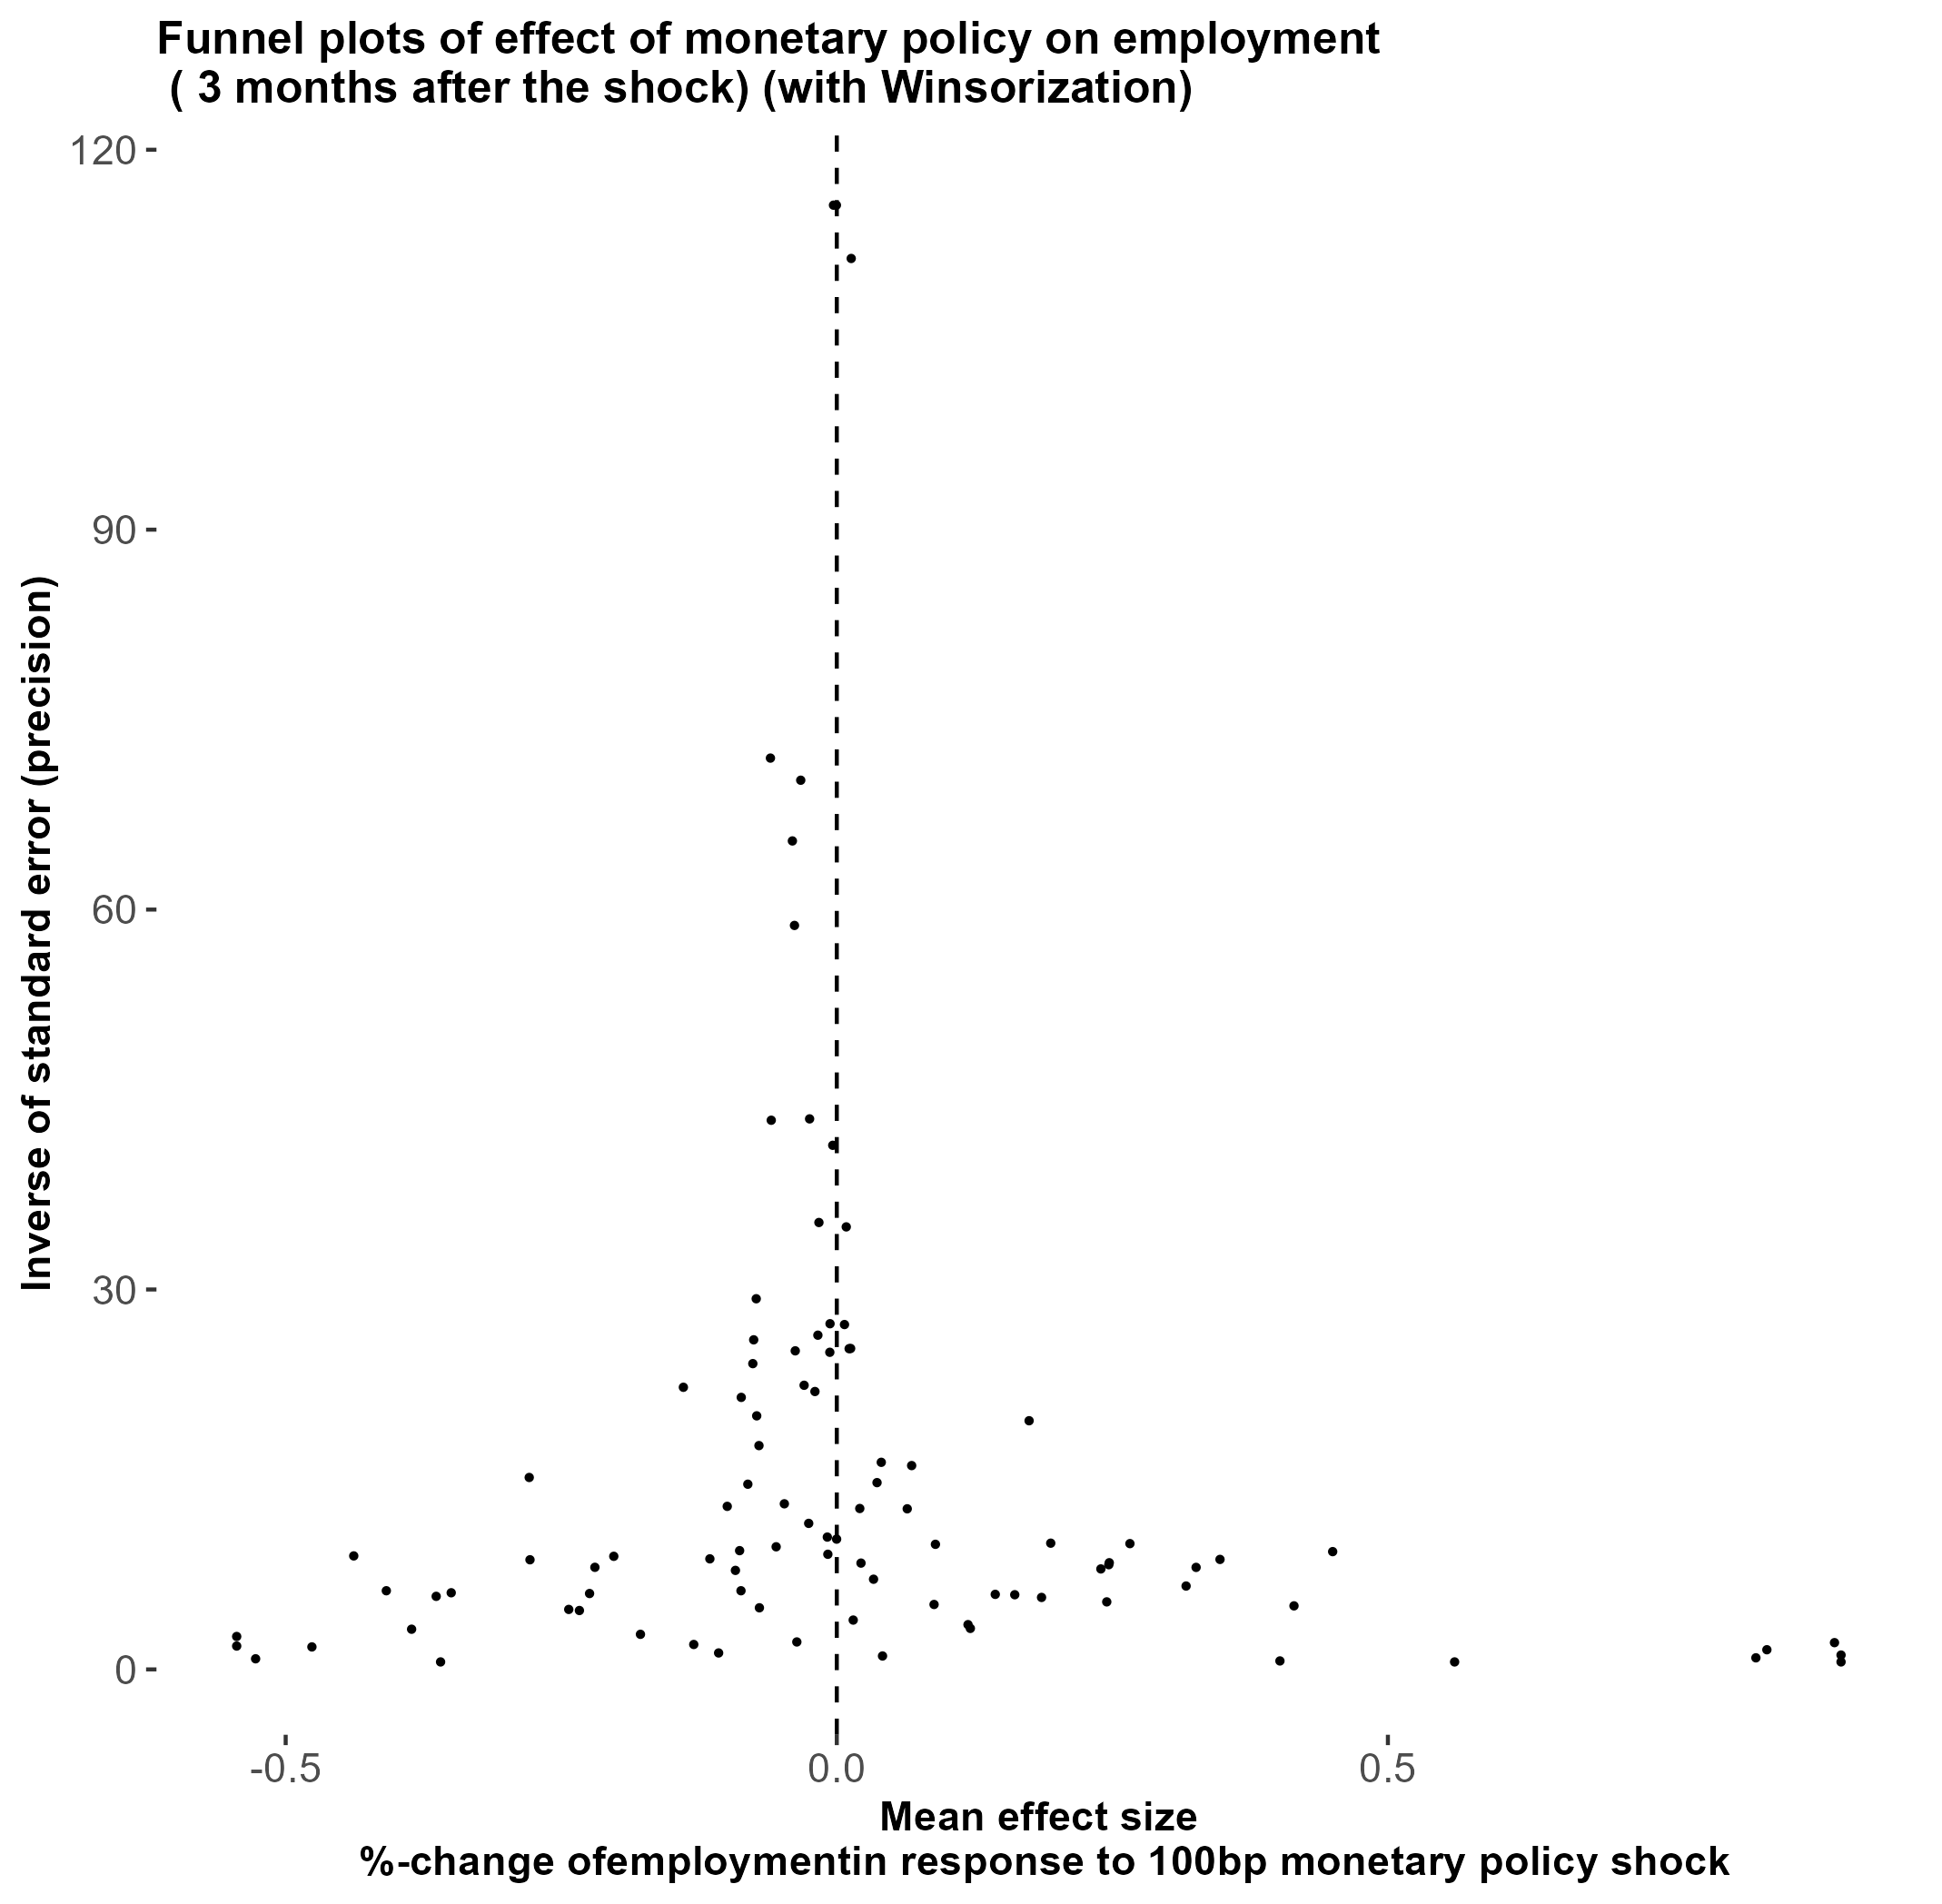 Funnel plots of effect of monetary policy on employment
( 3 months after the shock) (with Winsorization)
120
90
60
30
0
Inverse of standard error (precision)
-0.5
0.0
0.5
Mean effect size
%-change ofemploymentin response to 100bp monetary policy shock